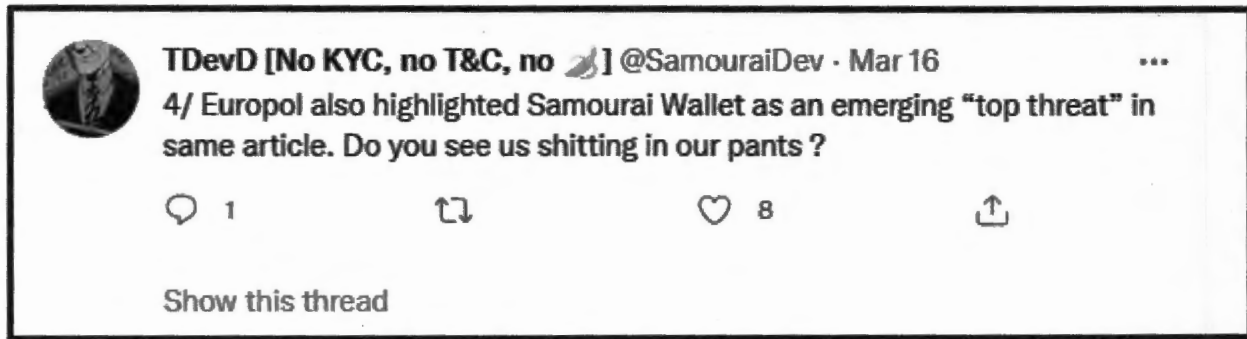 TDevD [No KYC, no T&C, no 🌶️] @SamouraiDev · Mar 16
4/ Europol also highlighted Samourai Wallet as an emerging “top threat” in
same article. Do you see us shitting in our pants ?
1
8
Show this thread